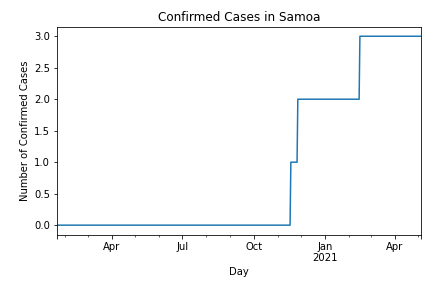 Confirmed Cases in Samoa
Number of Confirmed Cases
3.0
2.5
2.0
1.5
1.0
0.5
0.0
Apr Jul Oct Jan Apr
2021
Day